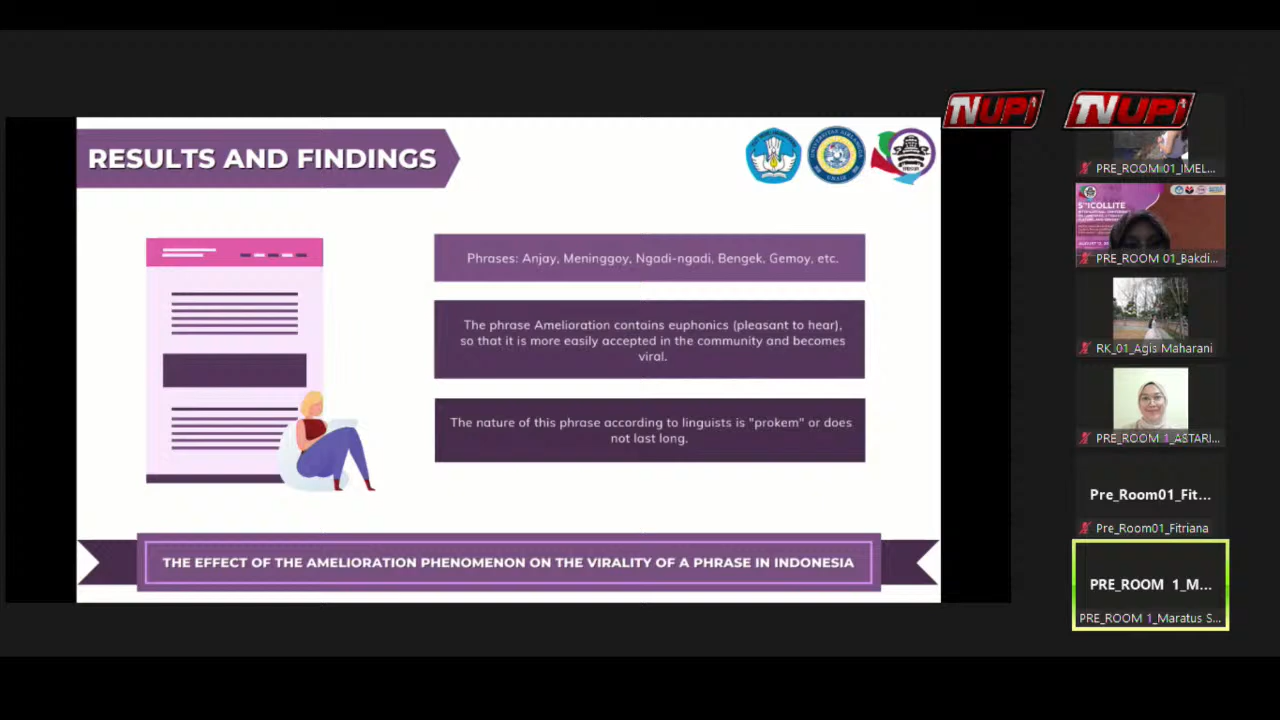 RESULTS AND FINDINGS
Phrases: Anjay, Meninggoy, Ngadi-ngadi, Bengek, Gemoy, etc.
The phrase Amelioration contains euphonics (pleasant to hear),
so that it is more easily accepted in the community and becomes
viral.
The nature of this phrase according to linguists is "prokem" or does
not last long.
THE EFFECT OF THE AMELIORATION PHENOMENON ON THE VIRALITY OF A PHRASE IN INDONESIA
TVUPI
TVUPI
PRE_ROOM 01_IMEL...
5thICOLLITE
PRE_ROOM 01_Bakdi...
RK_01_Agis Maharani
PRE_ROOM 1_ASTARI...
Pre_Room01_Fit...
Pre_Room01_Fitriana
PRE_ROOM 1_M...
PRE_ROOM 1_Maratus S...